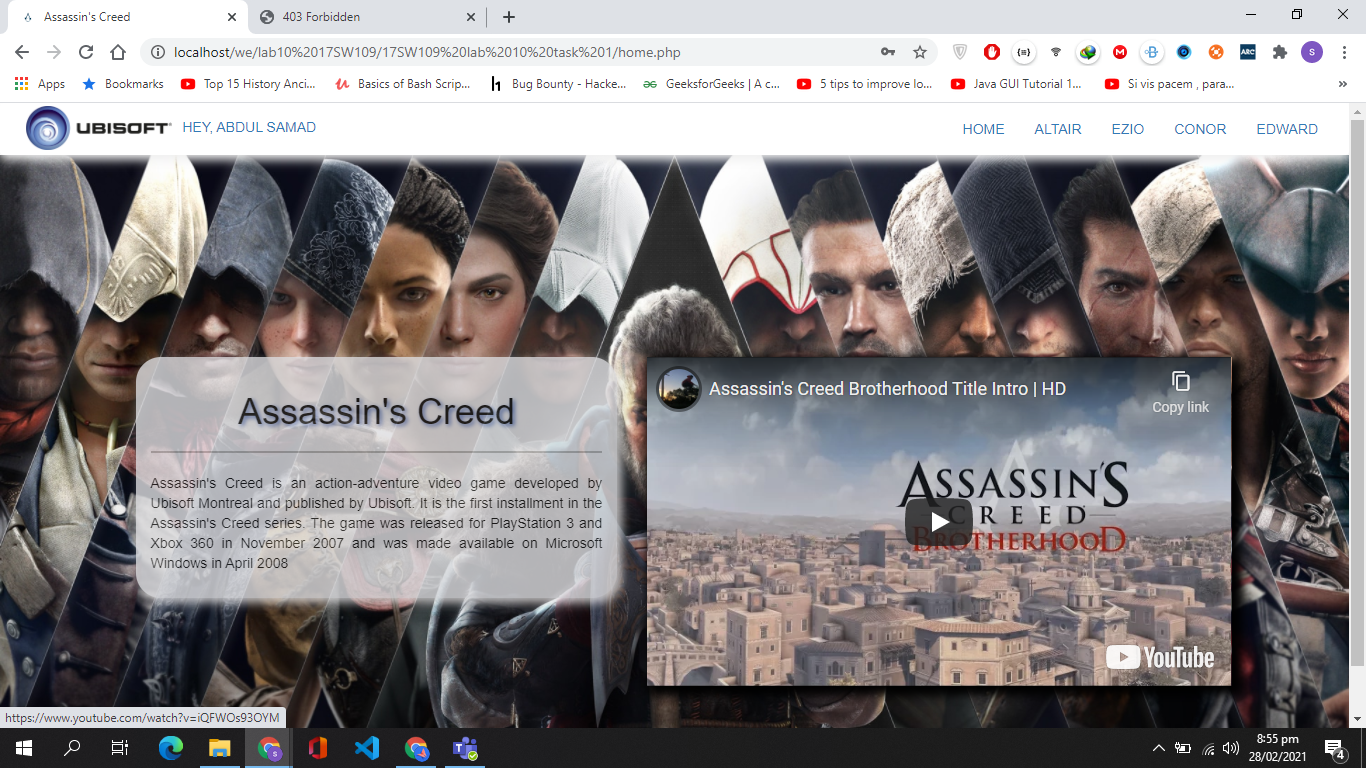 Assassin's Creed
403 Forbidden
localhost/we/lab10%2017SW109/17SW109%20lab%2010%20task%201/home.php
ARC
S
Apps
Bookmarks
Top 15 History Anci...
Basics of Bash Scrip...
Bug Bounty - Hacke...
GeeksforGeeks | A c...
5 tips to improve lo...
Java GUI Tutorial 1...
Si vis pacem , para...
UBISOFT
HEY, ABDUL SAMAD
HOME
ALTAIR
EZIO
CONOR
EDWARD
Assassin's Creed
Assassin's Creed is an action-adventure video game developed by
Ubisoft Montreal and published by Ubisoft. It is the first installment in the
Assassin's Creed series. The game was released for PlayStation 3 and
Xbox 360 in November 2007 and was made available on Microsoft
Windows in April 2008
Assassin's Creed Brotherhood Title Intro | HD
Copy link
ASSASSIN'S
CREED
BROTHERHOOD
YouTube
https://www.youtube.com/watch?v=iQFWOs93OYM
8:55 pm
28/02/2021
4